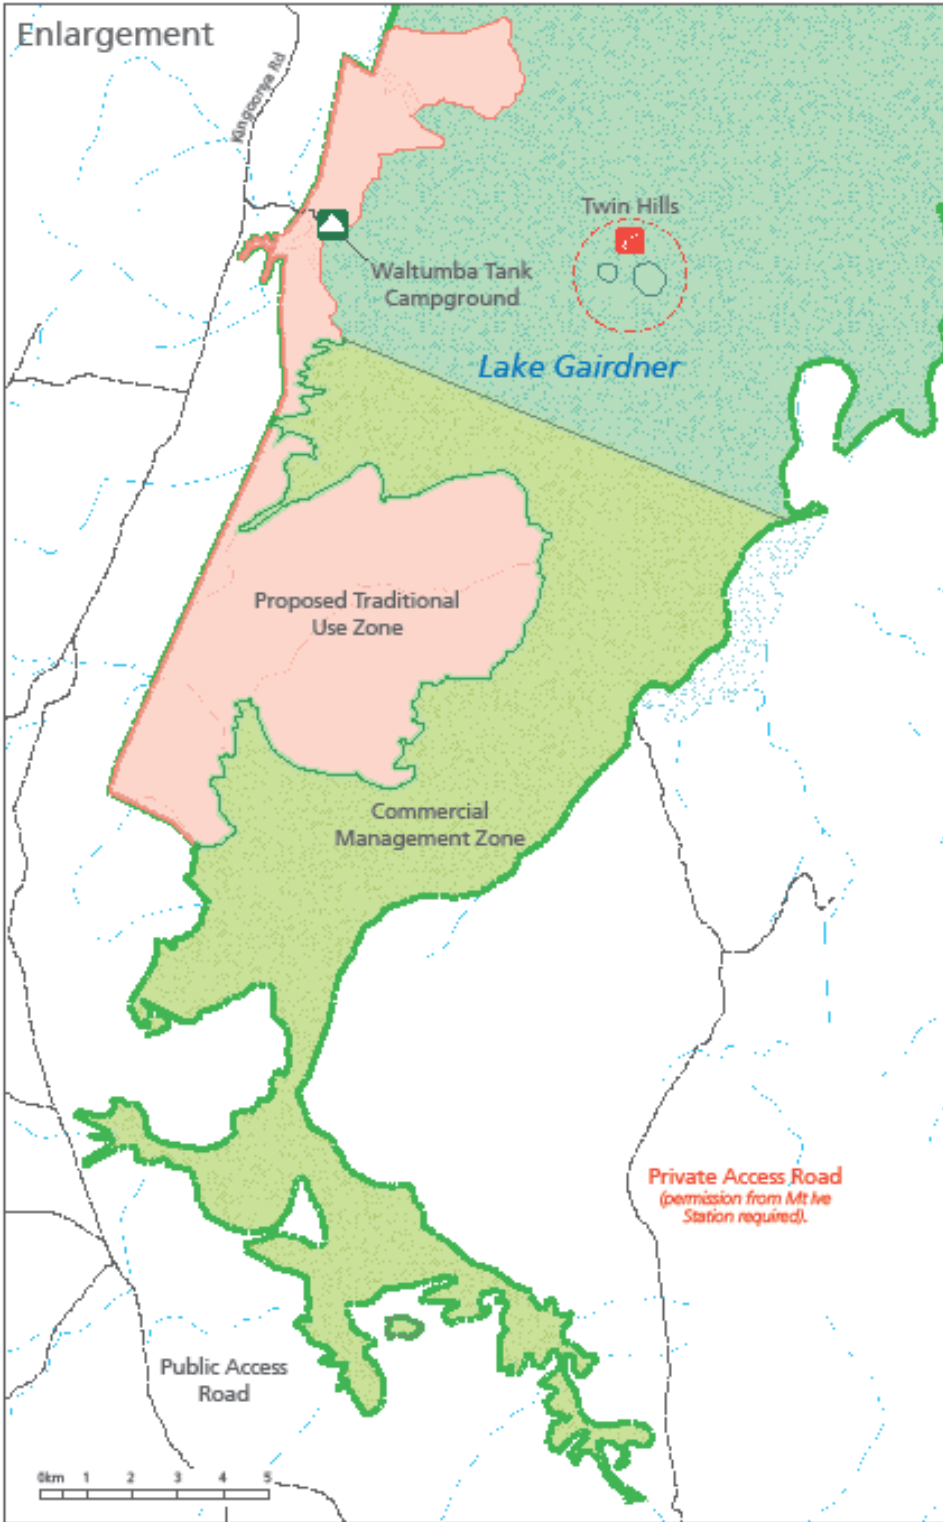 Enlargement
Kingoonya Rd
Twin Hills
Waltumba Tank
Campground
Lake Gairdner
Proposed Traditional
Use Zone
Commercial
Management Zone
Private Access Road
(permission from Mt Ive
Station required).
Public Access
Road
0km 1 2 3 4 5